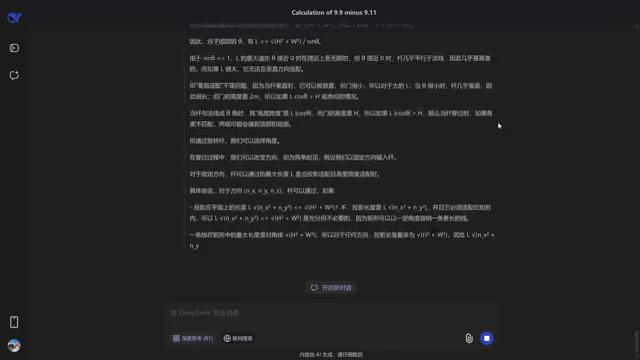 Calculation of 9.9 minus 9.11
因此，对于固定的 θ，有 L <= √(H² + W²) / sinθ。
由于 sinθ <= 1，L 的最大值在 θ 接近 0 时在理论上是无限的，但 θ 接近 0 时，杆几乎平行于法线，因此几乎是垂直
的，而如果 L 很大，它无法在垂直方向适配。
但"垂直适配"不是问题，因为当杆垂直时，它可以被放置，但门很小，所以对于大的 L，当 θ 很小时，杆几乎垂直，因
此很长；但门的高度是 2m，所以如果 L cosθ > H 或类似的情况。
当杆与法线成 θ 角时，其"高度跨度"是 L |cosθ|，而门的高度是 H，所以如果 L |cosθ| > H，那么当杆穿过时，如果角
度不匹配，两端可能会碰到顶部和底部。
但通过旋转杆，我们可以选择角度。
在穿过过程中，我们可以改变方向，但为简单起见，假设我们以固定方向插入杆。
对于固定方向，杆可以通过的最大长度 L 是当投影适配且高度跨度适配时。
具体地说，对于方向 (n_x, n_y, n_z)，杆可以通过，如果:
- 投影在平面上的长度 L √(n_x² + n_y²) <= √(H² + W²)？不，投影长度是 L √(n_x² + n_y²)，并且它必须适配在矩形
内，所以 L √(n_x² + n_y²) <= √(H² + W²) 是充分但不必要的，因为矩形可以以一定角度容纳一条更长的线。
一条线在矩形中的最大长度是对角线 √(H² + W²)，所以对于任何方向，投影长度最多为 √(H² + W²)，因此 L √(n_x² +
n_y
开启新对话
给 DeepSeek 发送消息
深度思考 (R1)
联网搜索
内容由 AI 生成，请仔细甄别